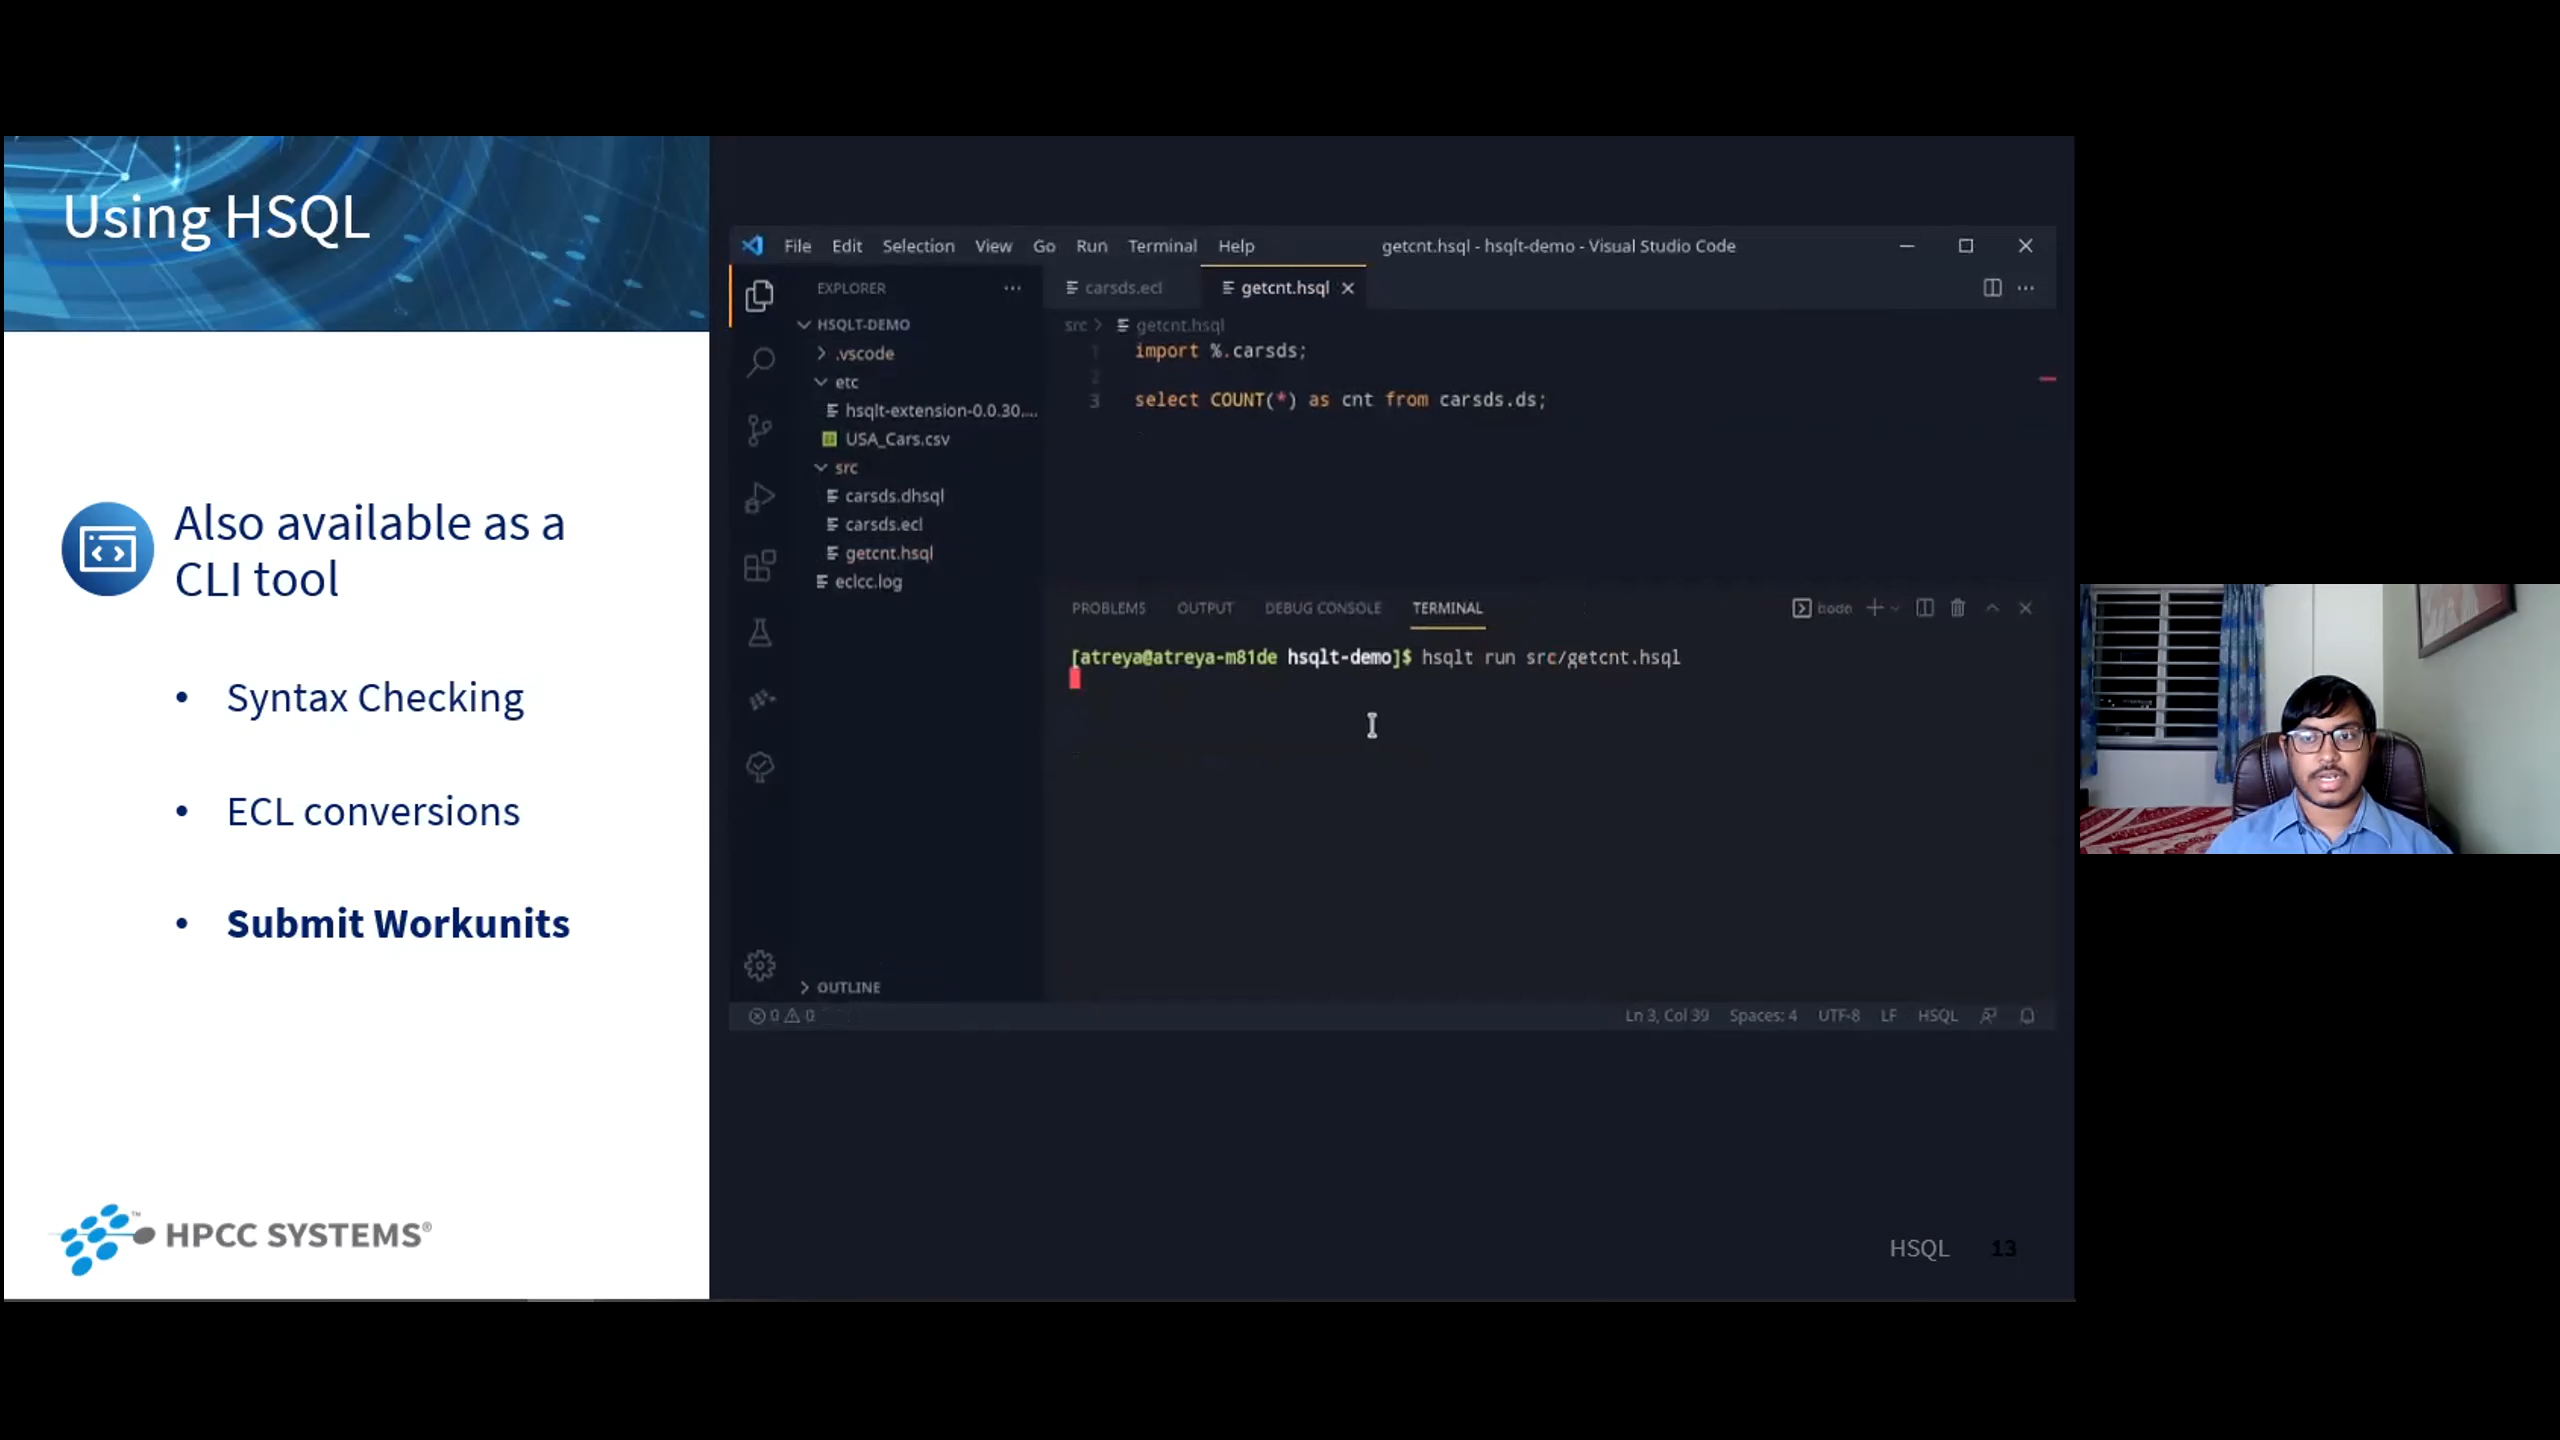 Using HSQL
Also available as a
CLI tool
• Syntax Checking
• ECL conversions
• Submit Workunits
HPCC SYSTEMS®
File Edit Selection View Go Run Terminal Help
getcnt.hsql - hsqlt-demo - Visual Studio Code
EXPLORER
HSQLT-DEMO
.vscode
etc
hsqlt-extension-0.0.30....
USA_Cars.csv
src
carsds.dhsql
carsds.ecl
getcnt.hsql
eclcc.log
OUTLINE
carsds.ecl
getcnt.hsql
src > getcnt.hsql
1 import %.carsds;
2
3 select COUNT(*) as cnt from carsds.ds;
PROBLEMS OUTPUT DEBUG CONSOLE TERMINAL
[atreya@atreya-m81de hsqlt-demo]$ hsqlt run src/getcnt.hsql
0 0
Ln 3, Col 39 Spaces: 4 UTF-8 LF HSQL
HSQL 13